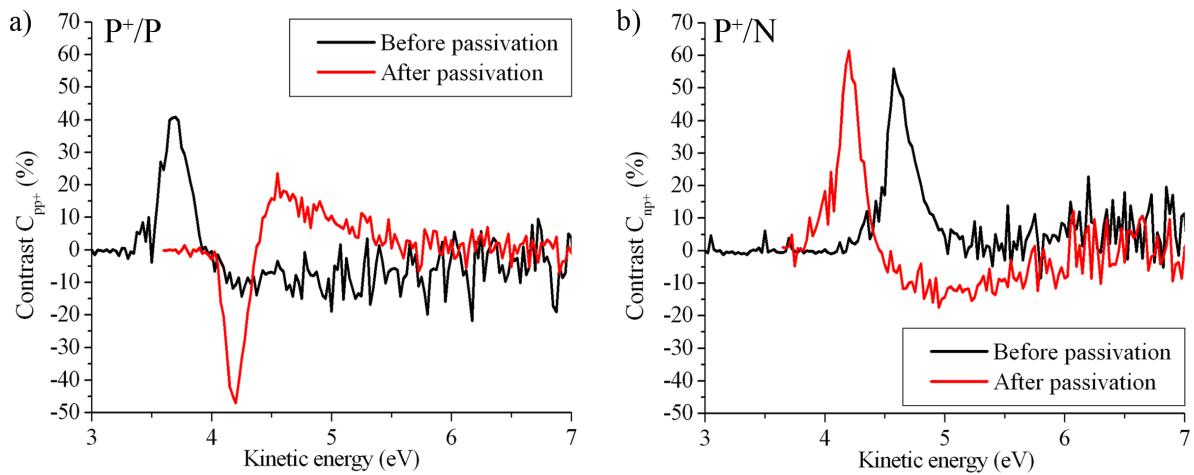 a)
P⁺/P
Before passivation
After passivation
70
60
50
40
30
20
10
0
-10
-20
-30
-40
-50
Contrast Cpp+ (%)
3 4 5 6 7
Kinetic energy (eV)
b)
P⁺/N
70
60
50
40
30
20
10
0
-10
-20
-30
-40
-50
Contrast Cnp+ (%)
Before passivation
After passivation
3 4 5 6 7
Kinetic energy (eV)